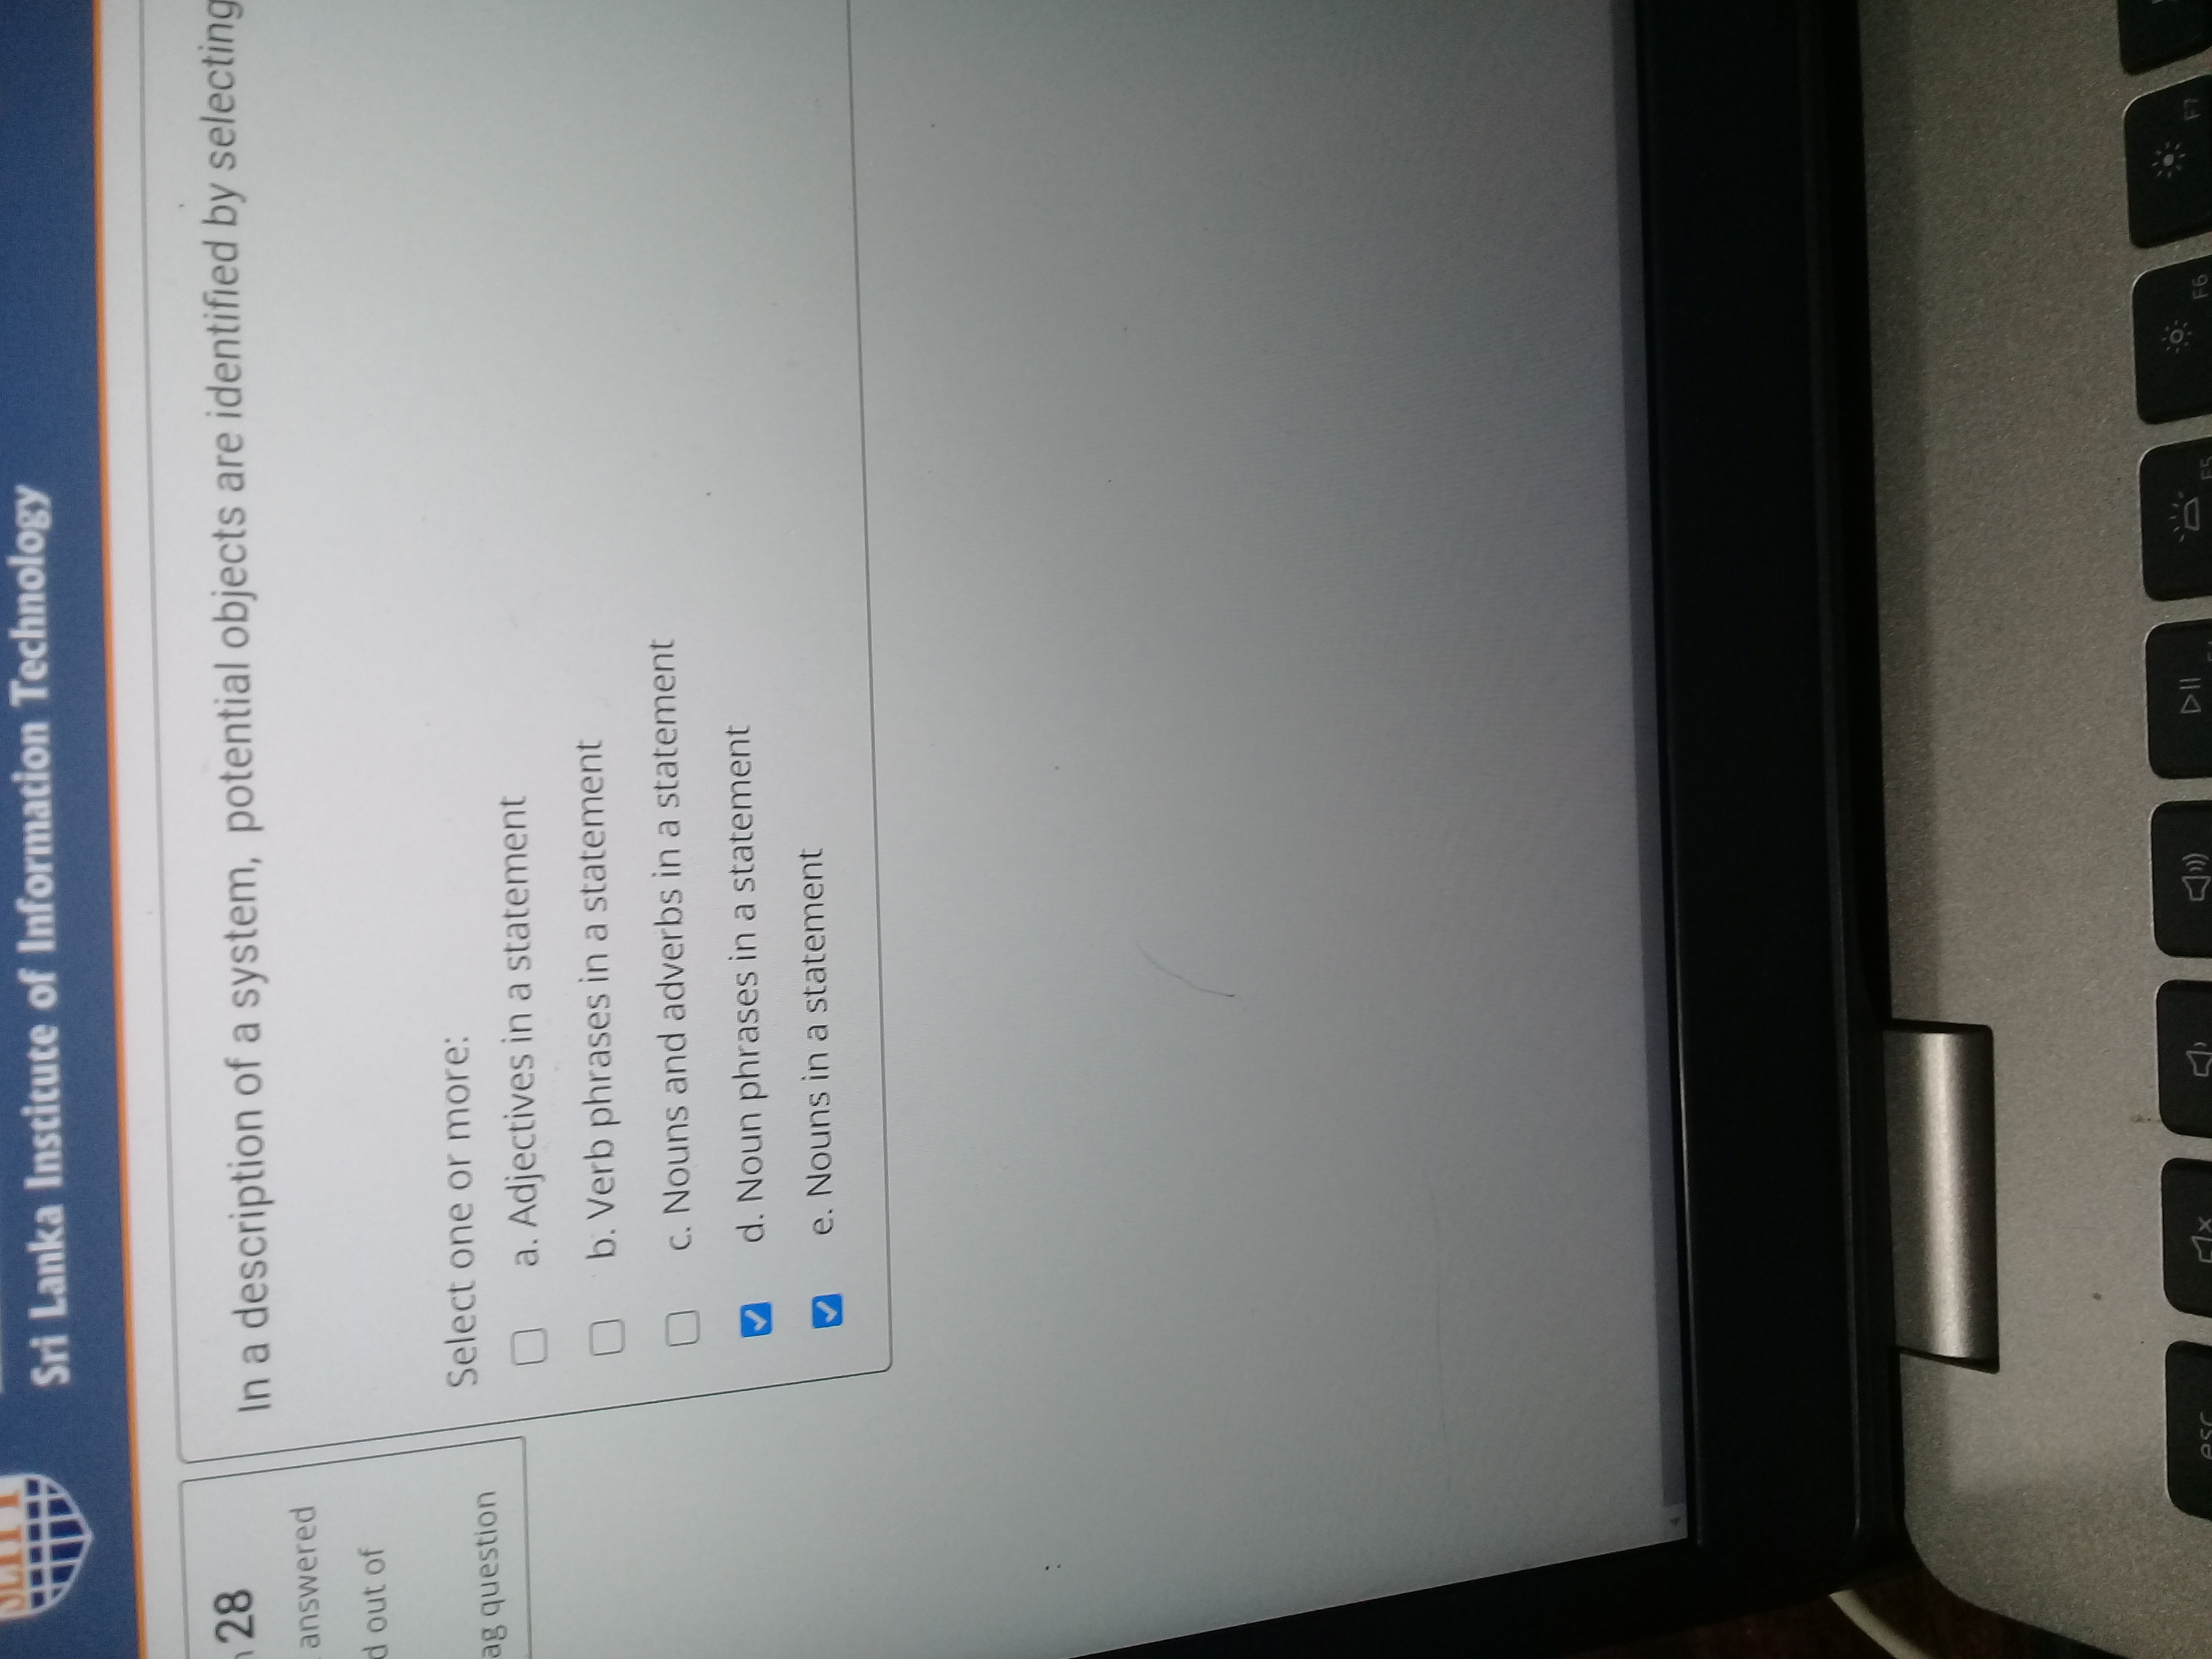 SLIIT
Sri Lanka Institute of Information Technology
28
answered
d out of
ag question
In a description of a system, potential objects are identified by selecting
Select one or more:
a. Adjectives in a statement
b. Verb phrases in a statement
c. Nouns and adverbs in a statement
d. Noun phrases in a statement
e. Nouns in a statement
esc
F5
F6
F7